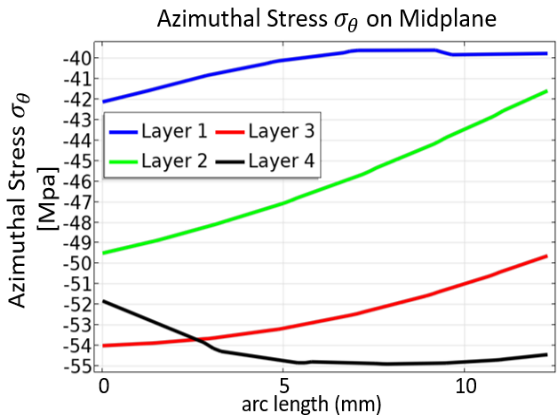 Azimuthal Stress σθ on Midplane
Azimuthal Stress σθ
[Mpa]
-40
-41
-42
-43
-44
-45
-46
-47
-48
-49
-50
-51
-52
-53
-54
-55
Layer 1 Layer 3
Layer 2 Layer 4
0 5 10
arc length (mm)